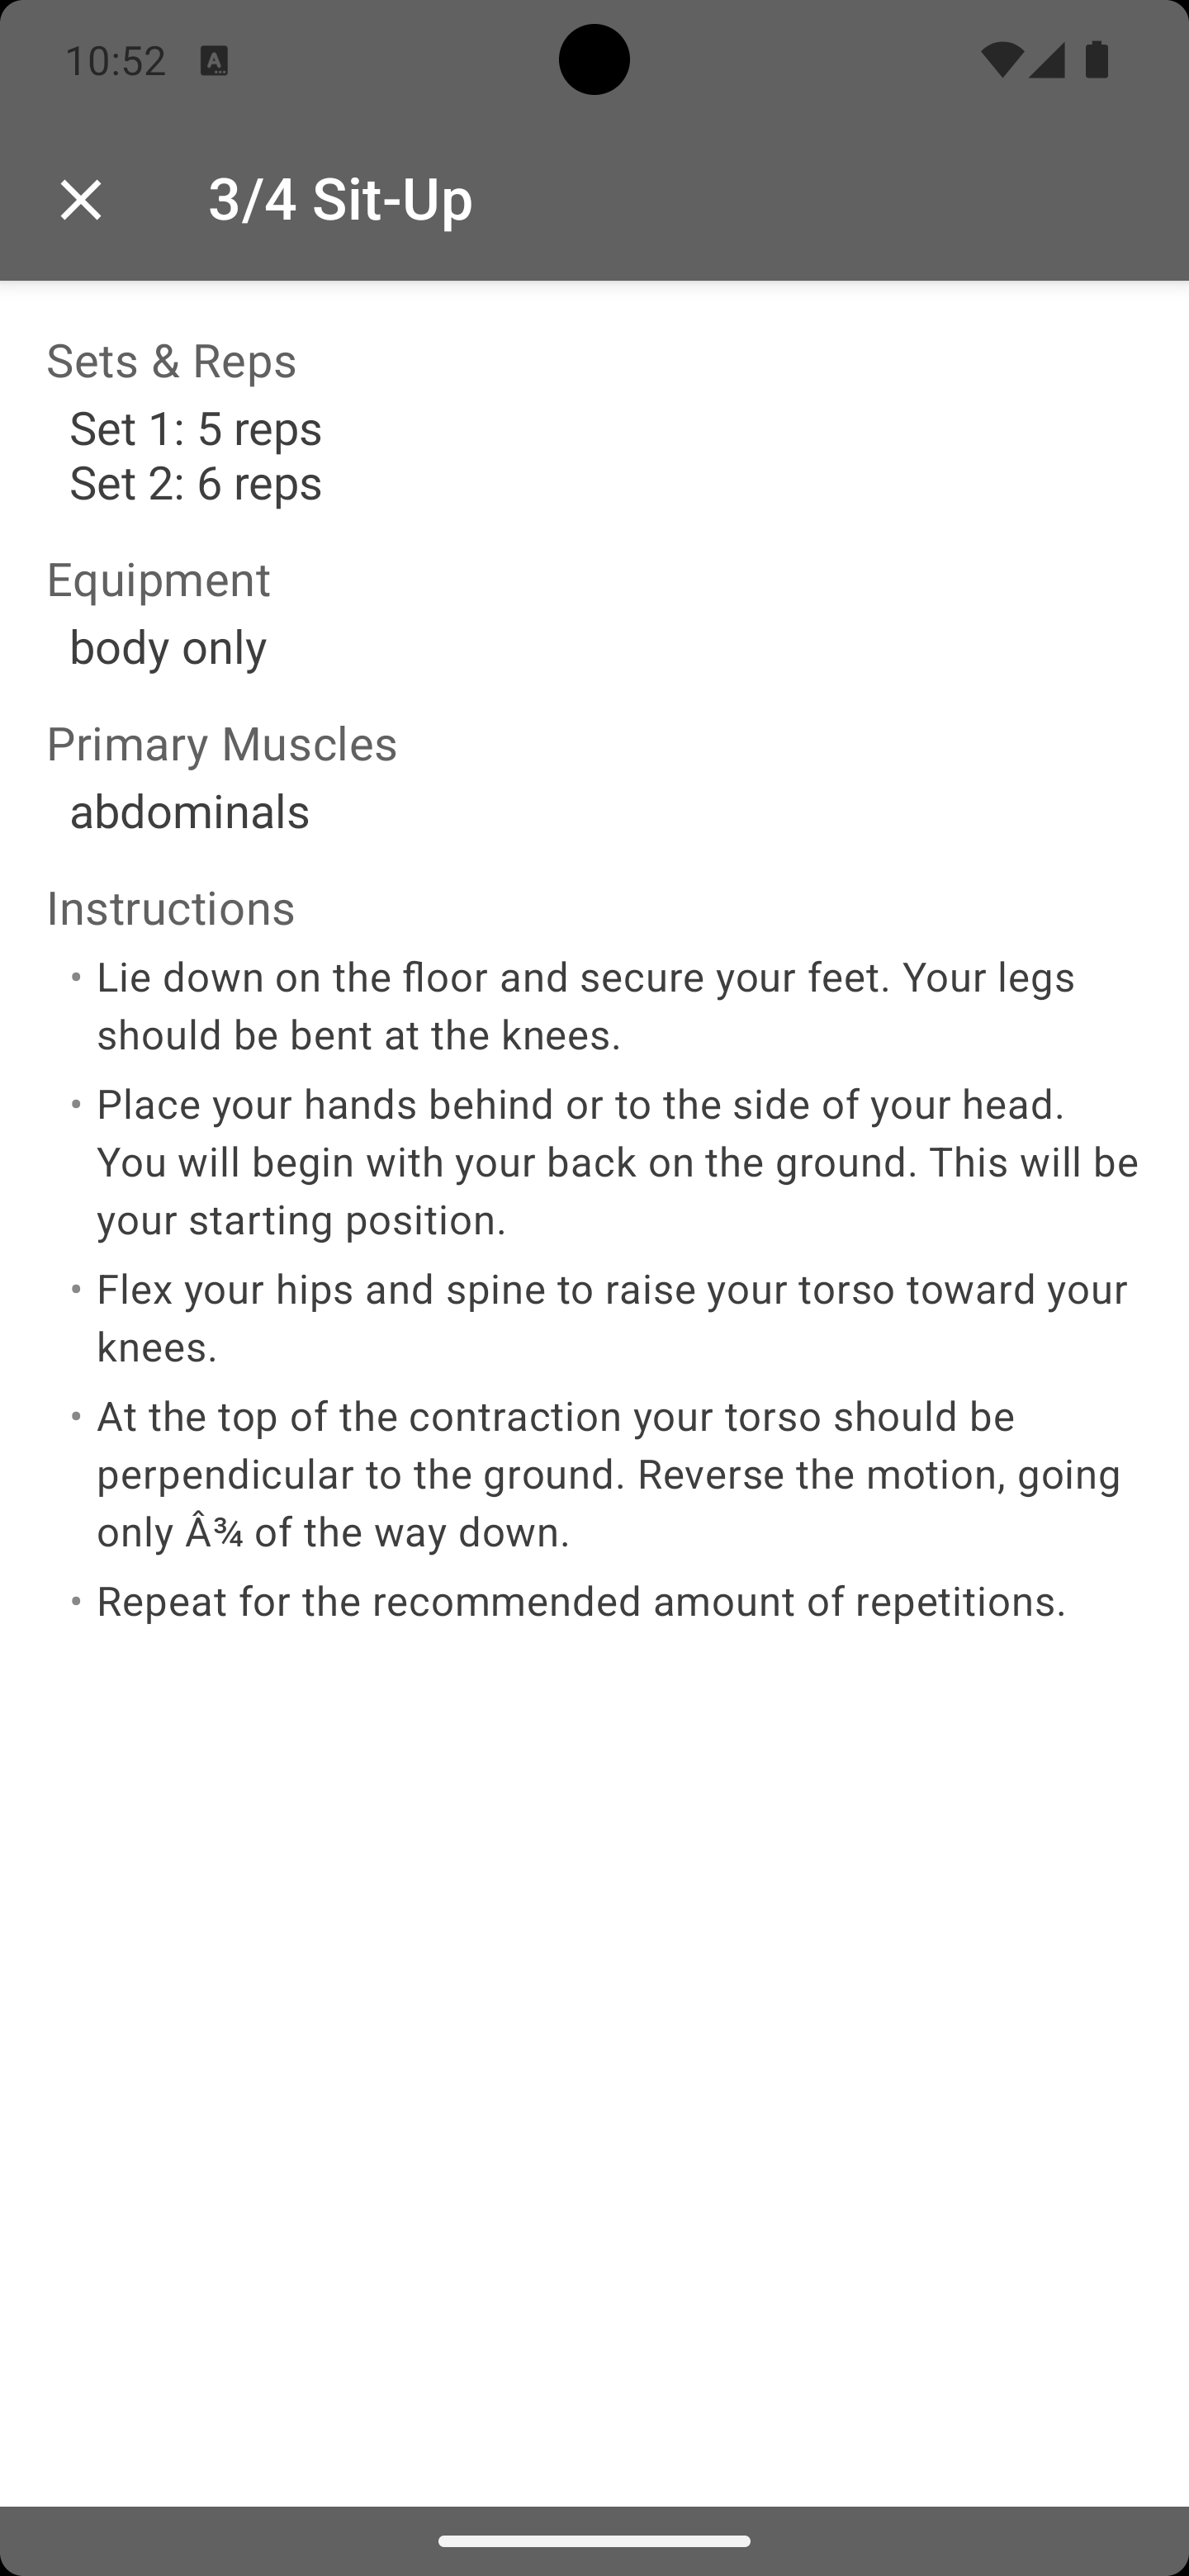 10:52
3/4 Sit-Up
Sets & Reps
Set 1: 5 reps
Set 2: 6 reps
Equipment
body only
Primary Muscles
abdominals
Instructions
• Lie down on the floor and secure your feet. Your legs
should be bent at the knees.
• Place your hands behind or to the side of your head.
You will begin with your back on the ground. This will be
your starting position.
• Flex your hips and spine to raise your torso toward your
knees.
• At the top of the contraction your torso should be
perpendicular to the ground. Reverse the motion, going
only Â¾ of the way down.
• Repeat for the recommended amount of repetitions.